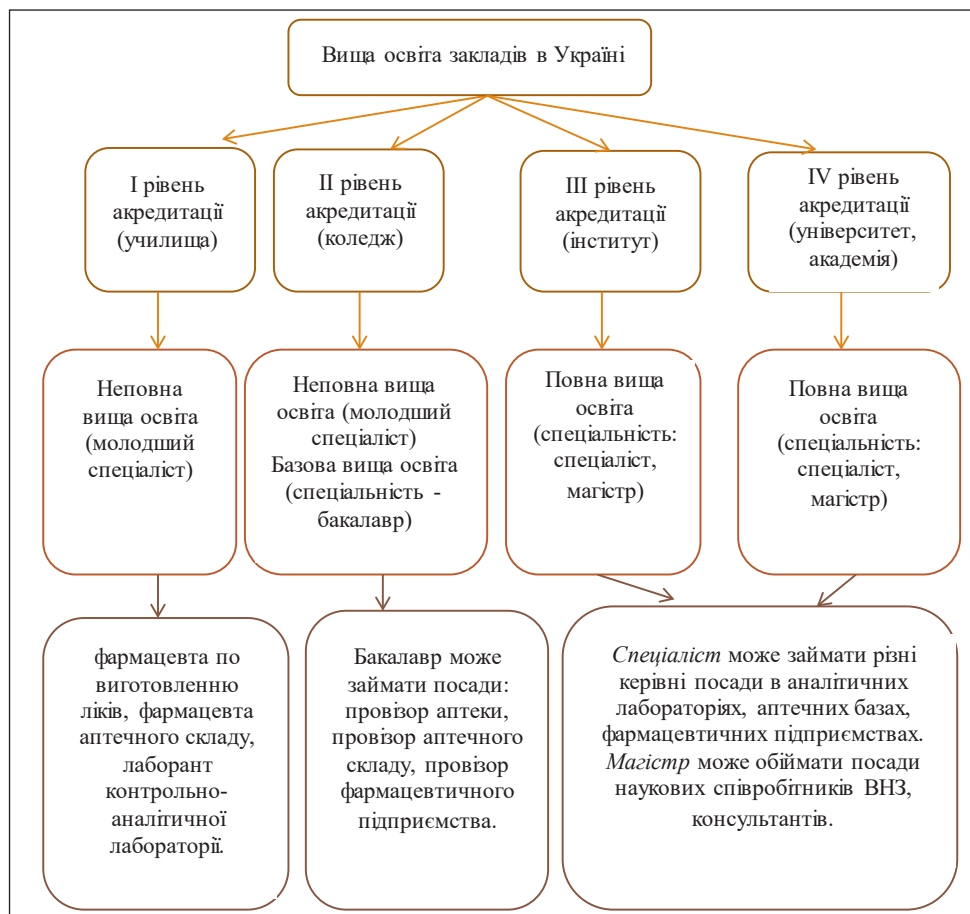 Вища освіта закладів в Україні
І рівень
акредитації
(училища)
ІІ рівень
акредитації
(коледж)
ІІІ рівень
акредитації
(інститут)
IV рівень
акредитації
(університет,
академія)
Неповна
вища освіта
(молодший
спеціаліст)
Неповна вища
освіта (молодший
спеціаліст)
Базова вища освіта
(спеціальність -
бакалавр)
Повна вища
освіта
(спеціальність:
спеціаліст,
магістр)
Повна вища
освіта
(спеціальність:
спеціаліст,
магістр)
фармацевта по
виготовленню
ліків, фармацевта
аптечного складу,
лаборант
контрольно-
аналітичної
лабораторії.
Бакалавр може
займати посади:
провізор аптеки,
провізор аптечного
складу, провізор
фармацевтичного
підприємства.
Спеціаліст може займати різні
керівні посади в аналітичних
лабораторіях, аптечних базах,
фармацевтичних підприємствах.
Магістр може обіймати посади
наукових співробітників ВНЗ,
консультантів.